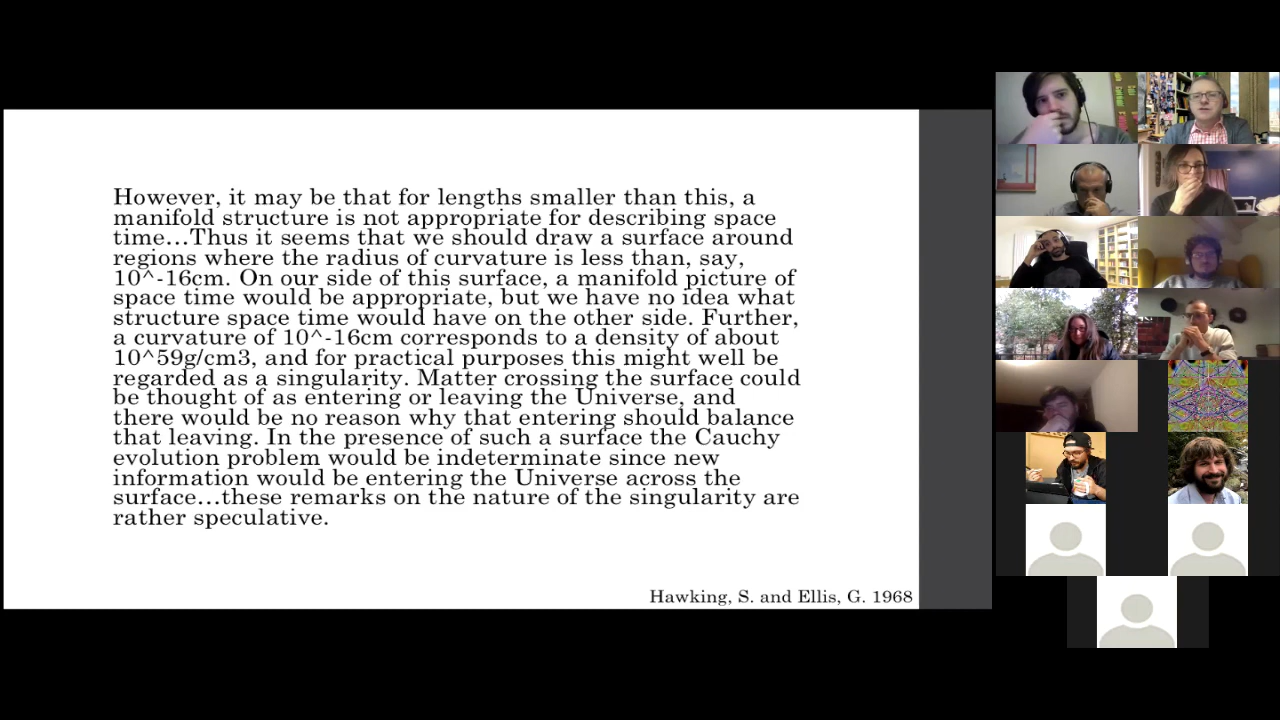 However, it may be that for lengths smaller than this, a
manifold structure is not appropriate for describing space
time…Thus it seems that we should draw a surface around
regions where the radius of curvature is less than, say,
10^-16cm. On our side of this surface, a manifold picture of
space time would be appropriate, but we have no idea what
structure space time would have on the other side. Further,
a curvature of 10^-16cm corresponds to a density of about
10^59g/cm3, and for practical purposes this might well be
regarded as a singularity. Matter crossing the surface could
be thought of as entering or leaving the Universe, and
there would be no reason why that entering should balance
that leaving. In the presence of such a surface the Cauchy
evolution problem would be indeterminate since new
information would be entering the Universe across the
surface…these remarks on the nature of the singularity are
rather speculative.
Hawking, S. and Ellis, G. 1968